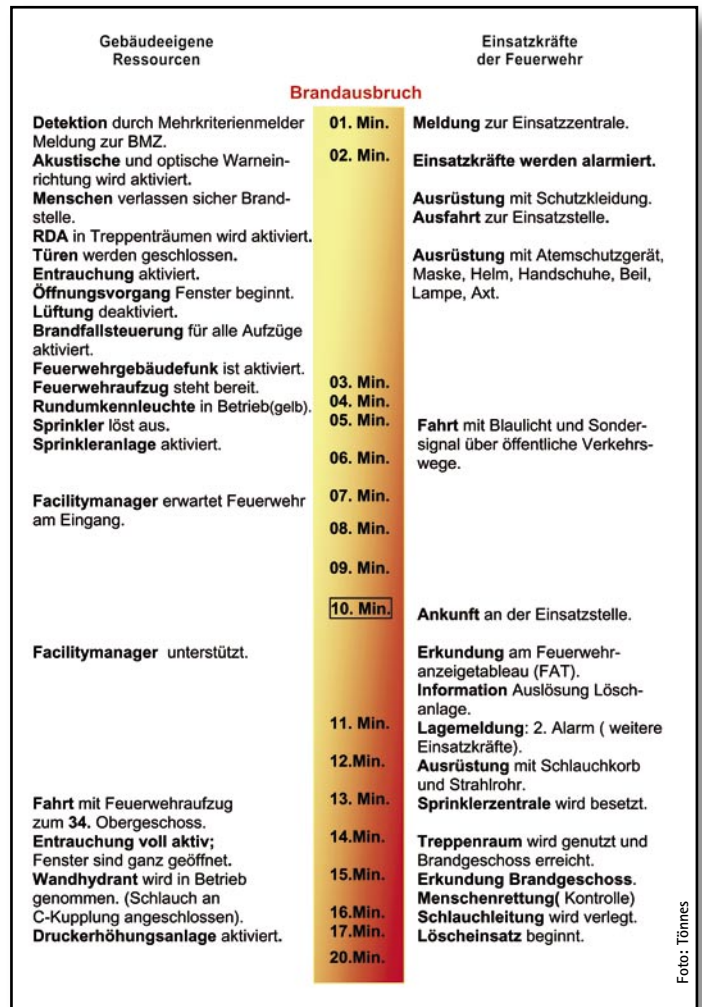 Gebäudeeigene
Ressourcen
Einsatzkräfte
der Feuerwehr
Brandausbruch
Detektion durch Mehrkriterienmelder
Meldung zur BMZ.
Akustische und optische Warnein-
richtung wird aktiviert.
Menschen verlassen sicher Brand-
stelle.
RDA in Treppenträumen wird aktiviert.
Türen werden geschlossen.
Entrauchung aktiviert.
Öffnungsvorgang Fenster beginnt.
Lüftung deaktiviert.
Brandfallsteuerung für alle Aufzüge
aktiviert.
Feuerwehrgebäudefunk ist aktiviert.
Feuerwehraufzug steht bereit.
Rundumkennleuchte in Betrieb(gelb).
Sprinkler löst aus.
Sprinkleranlage aktiviert.
Facilitymanager erwartet Feuerwehr
am Eingang.
Facilitymanager unterstützt.
Fahrt mit Feuerwehraufzug
zum 34. Obergeschoss.
Entrauchung voll aktiv;
Fenster sind ganz geöffnet.
Wandhydrant wird in Betrieb
genommen. (Schlauch an
C-Kupplung angeschlossen).
Druckerhöhungsanlage aktiviert.
01. Min.
02. Min.
03. Min.
04. Min.
05. Min.
06. Min.
07. Min.
08. Min.
09. Min.
10. Min.
11. Min.
12.Min.
13. Min.
14.Min.
15.Min.
16.Min.
17.Min.
20.Min.
Meldung zur Einsatzzentrale.
Einsatzkräfte werden alarmiert.
Ausrüstung mit Schutzkleidung.
Ausfahrt zur Einsatzstelle.
Ausrüstung mit Atemschutzgerät,
Maske, Helm, Handschuhe, Beil,
Lampe, Axt.
Fahrt mit Blaulicht und Sonder-
signal über öffentliche Verkehrs-
wege.
Ankunft an der Einsatzstelle.
Erkundung am Feuerwehr-
anzeigetableau (FAT).
Information Auslösung Lösch-
anlage.
Lagemeldung: 2. Alarm ( weitere
Einsatzkräfte).
Ausrüstung mit Schlauchkorb
und Strahlrohr.
Sprinklerzentrale wird besetzt.
Treppenraum wird genutzt und
Brandgeschoss erreicht.
Erkundung Brandgeschoss.
Menschenrettung( Kontrolle)
Schlauchleitung wird verlegt.
Löscheinsatz beginnt.
Foto: Tönnes